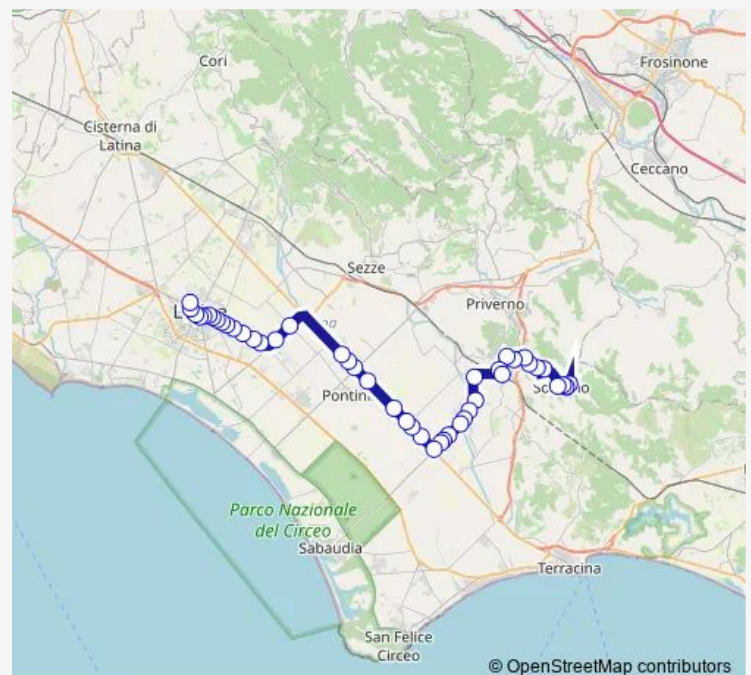 Cori
Frosinone
Cisterna di
Latina
Ceccano
Sezze
Priverno
Parco Nazionale
del Circeo
Sabaudia
Terracina
San Felice
Circeo
© OpenStreetMap contributors